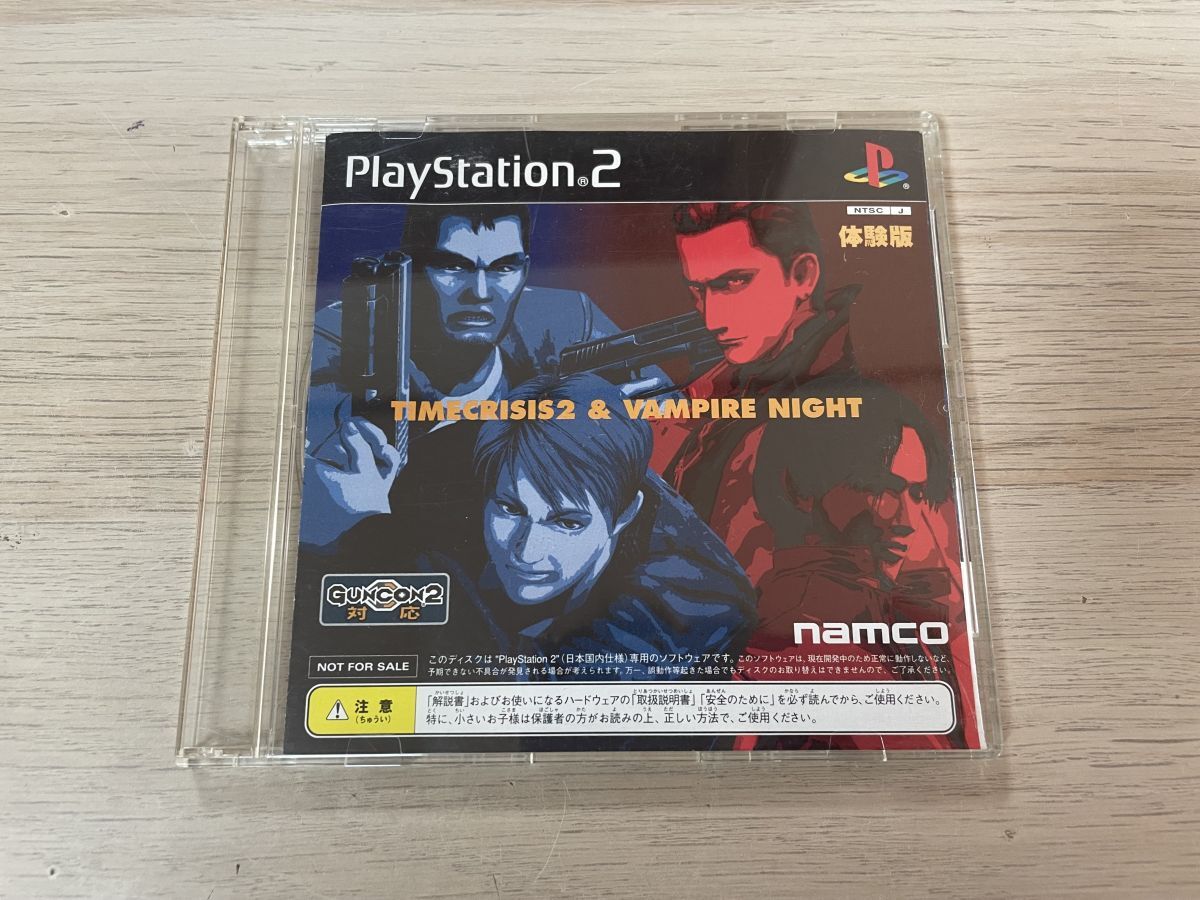 PlayStation®2
NTSC J
体験版
TIMECRISIS2 & VAMPIRE NIGHT
GUNCON2
対応
namco
NOT FOR SALE
このディスクは "PlayStation 2" (日本国内仕様) 専用のソフトウェアです。このソフトウェアは、現在開発中のため正常に動作しないなど、
予期できない不具合が発見される場合が考えられます。万一、誤動作等起きた場合でもディスクのお取り替えはできませんので、ご了承ください。
注意
(ちゅうい)
「解説書」およびお使いになるハードウェアの「取扱説明書」「安全のために」を必ず読んでから、ご使用ください。
特に、小さいお子様は保護者の方がお読みの上、正しい方法で、ご使用ください。